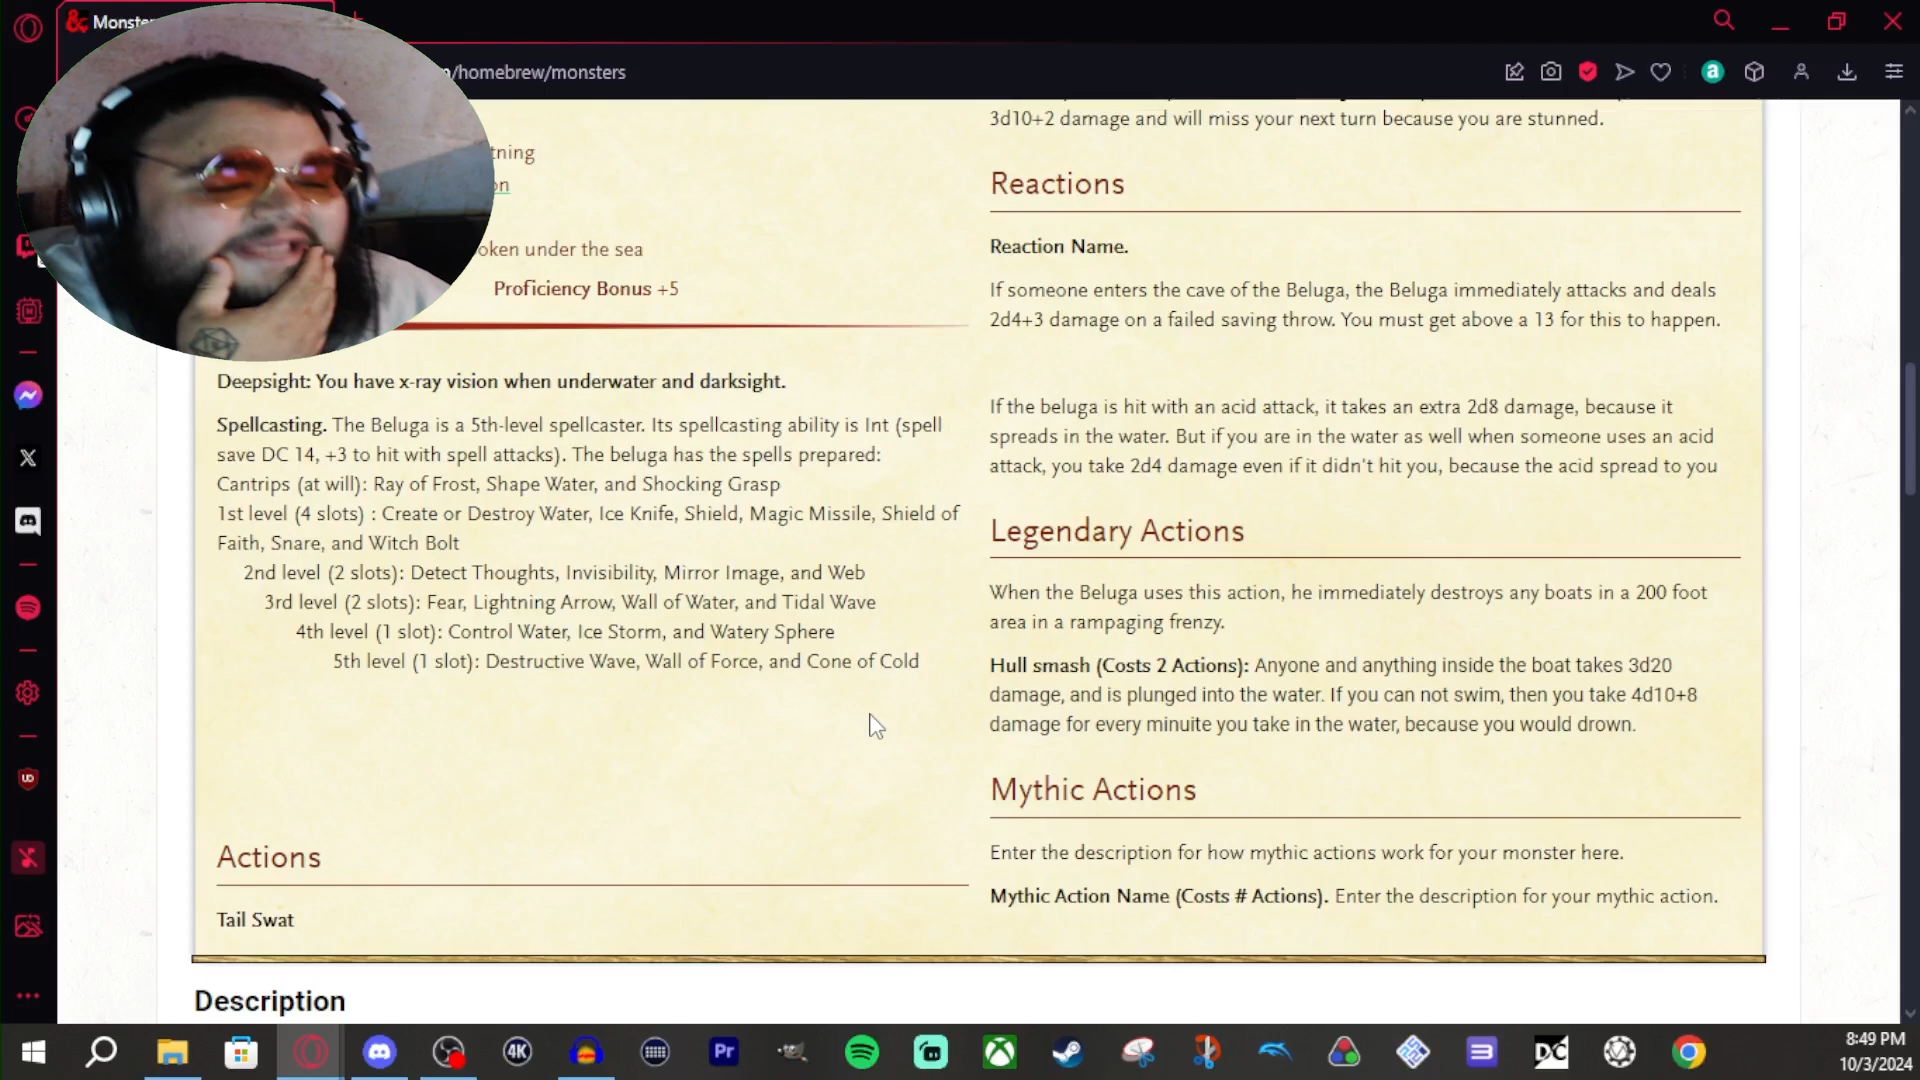 /homebrew/monsters
3d10+2 damage and will miss your next turn because you are stunned.
Reactions
Reaction Name.
If someone enters the cave of the Beluga, the Beluga immediately attacks and deals
2d4+3 damage on a failed saving throw. You must get above a 13 for this to happen.
If the beluga is hit with an acid attack, it takes an extra 2d8 damage, because it
spreads in the water. But if you are in the water as well when someone uses an acid
attack, you take 2d4 damage even if it didn't hit you, because the acid spread to you
Legendary Actions
When the Beluga uses this action, he immediately destroys any boats in a 200 foot
area in a rampaging frenzy.
Hull smash (Costs 2 Actions): Anyone and anything inside the boat takes 3d20
damage, and is plunged into the water. If you can not swim, then you take 4d10+8
damage for every minuite you take in the water, because you would drown.
Mythic Actions
Enter the description for how mythic actions work for your monster here.
Mythic Action Name (Costs # Actions). Enter the description for your mythic action.
under the sea
Proficiency Bonus +5
Deepsight: You have x-ray vision when underwater and darksight.
Spellcasting. The Beluga is a 5th-level spellcaster. Its spellcasting ability is Int (spell
save DC 14, +3 to hit with spell attacks). The beluga has the spells prepared:
Cantrips (at will): Ray of Frost, Shape Water, and Shocking Grasp
1st level (4 slots) : Create or Destroy Water, Ice Knife, Shield, Magic Missile, Shield of
Faith, Snare, and Witch Bolt
2nd level (2 slots): Detect Thoughts, Invisibility, Mirror Image, and Web
3rd level (2 slots): Fear, Lightning Arrow, Wall of Water, and Tidal Wave
4th level (1 slot): Control Water, Ice Storm, and Watery Sphere
5th level (1 slot): Destructive Wave, Wall of Force, and Cone of Cold
Actions
Tail Swat
Description
4K
Pr
DC
8:49 PM
10/3/2024